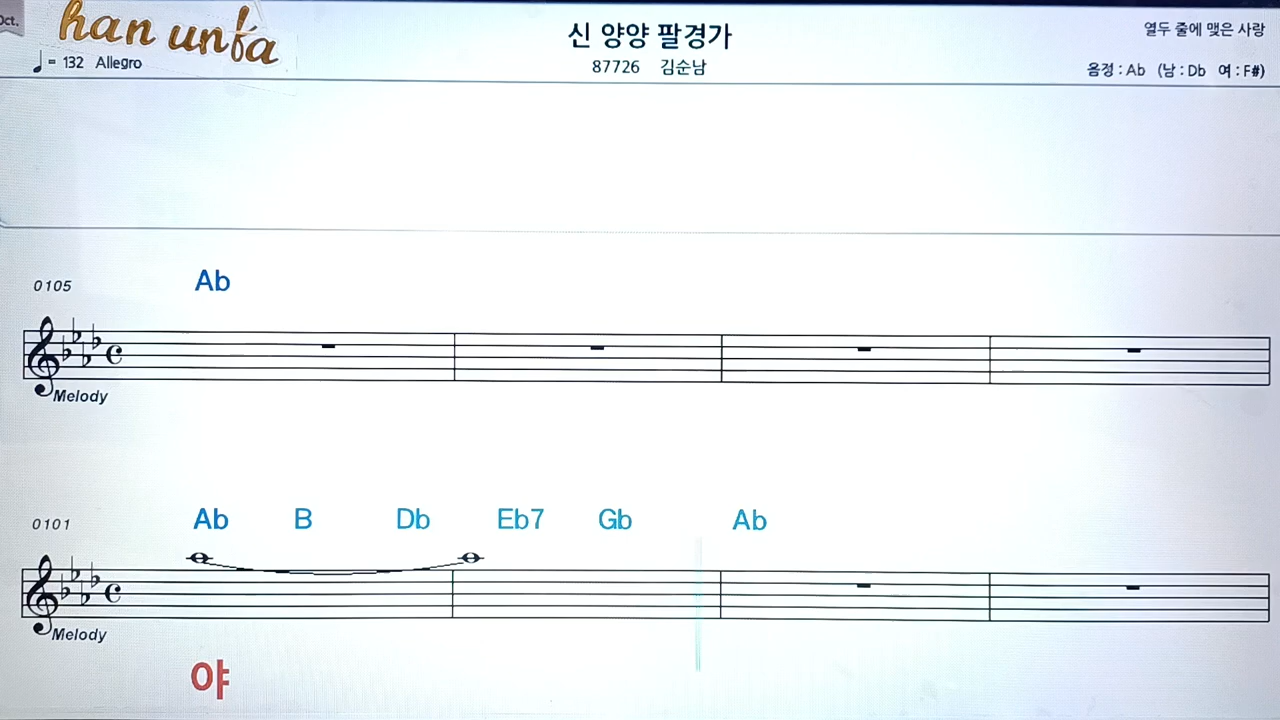 Oct.
han unfa
신 양양 팔경가
열두 줄에 맺은 사랑
= 132 Allegro
87726 김순남
음정 : Ab (남 : Db 여 : F#)
0105
Ab
Melody
0101
Ab B Db Eb7 Gb Ab
Melody
야